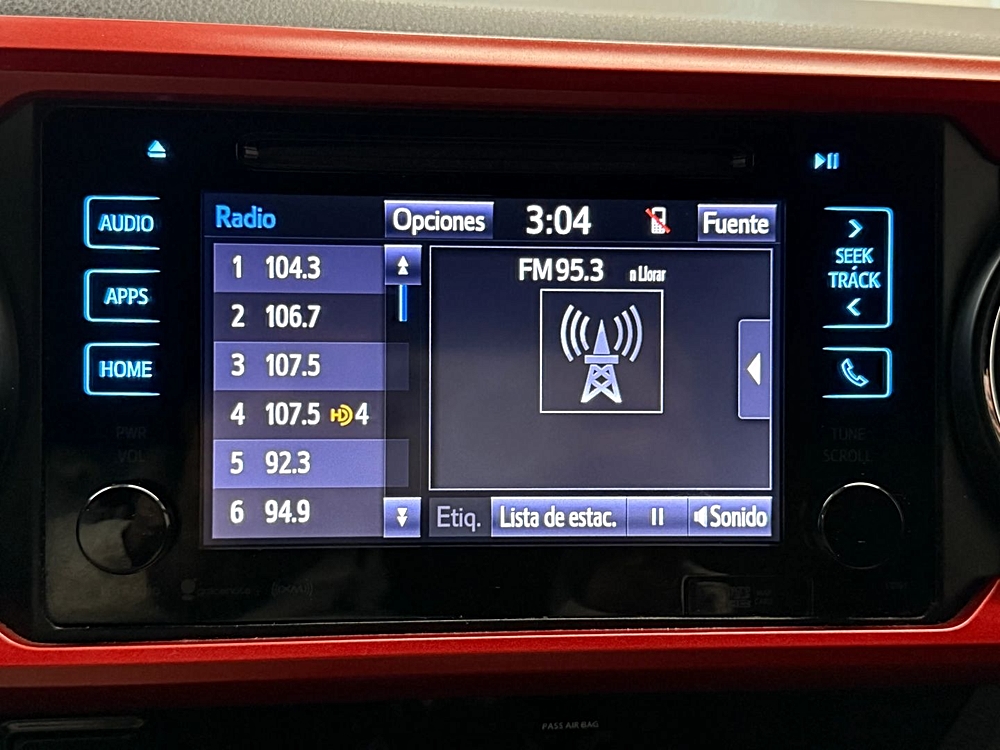 AUDIO
APPS
HOME
PWR
VOL
Radio
Opciones
3:04
Fuente
1 104.3
2 106.7
3 107.5
4 107.5 HD 4
5 92.3
6 94.9
FM 95.3 n Llorar
Etiq.
Lista de estac.
Sonido
SEEK
TRACK
TUNE
SCROLL
PASS AIR BAG